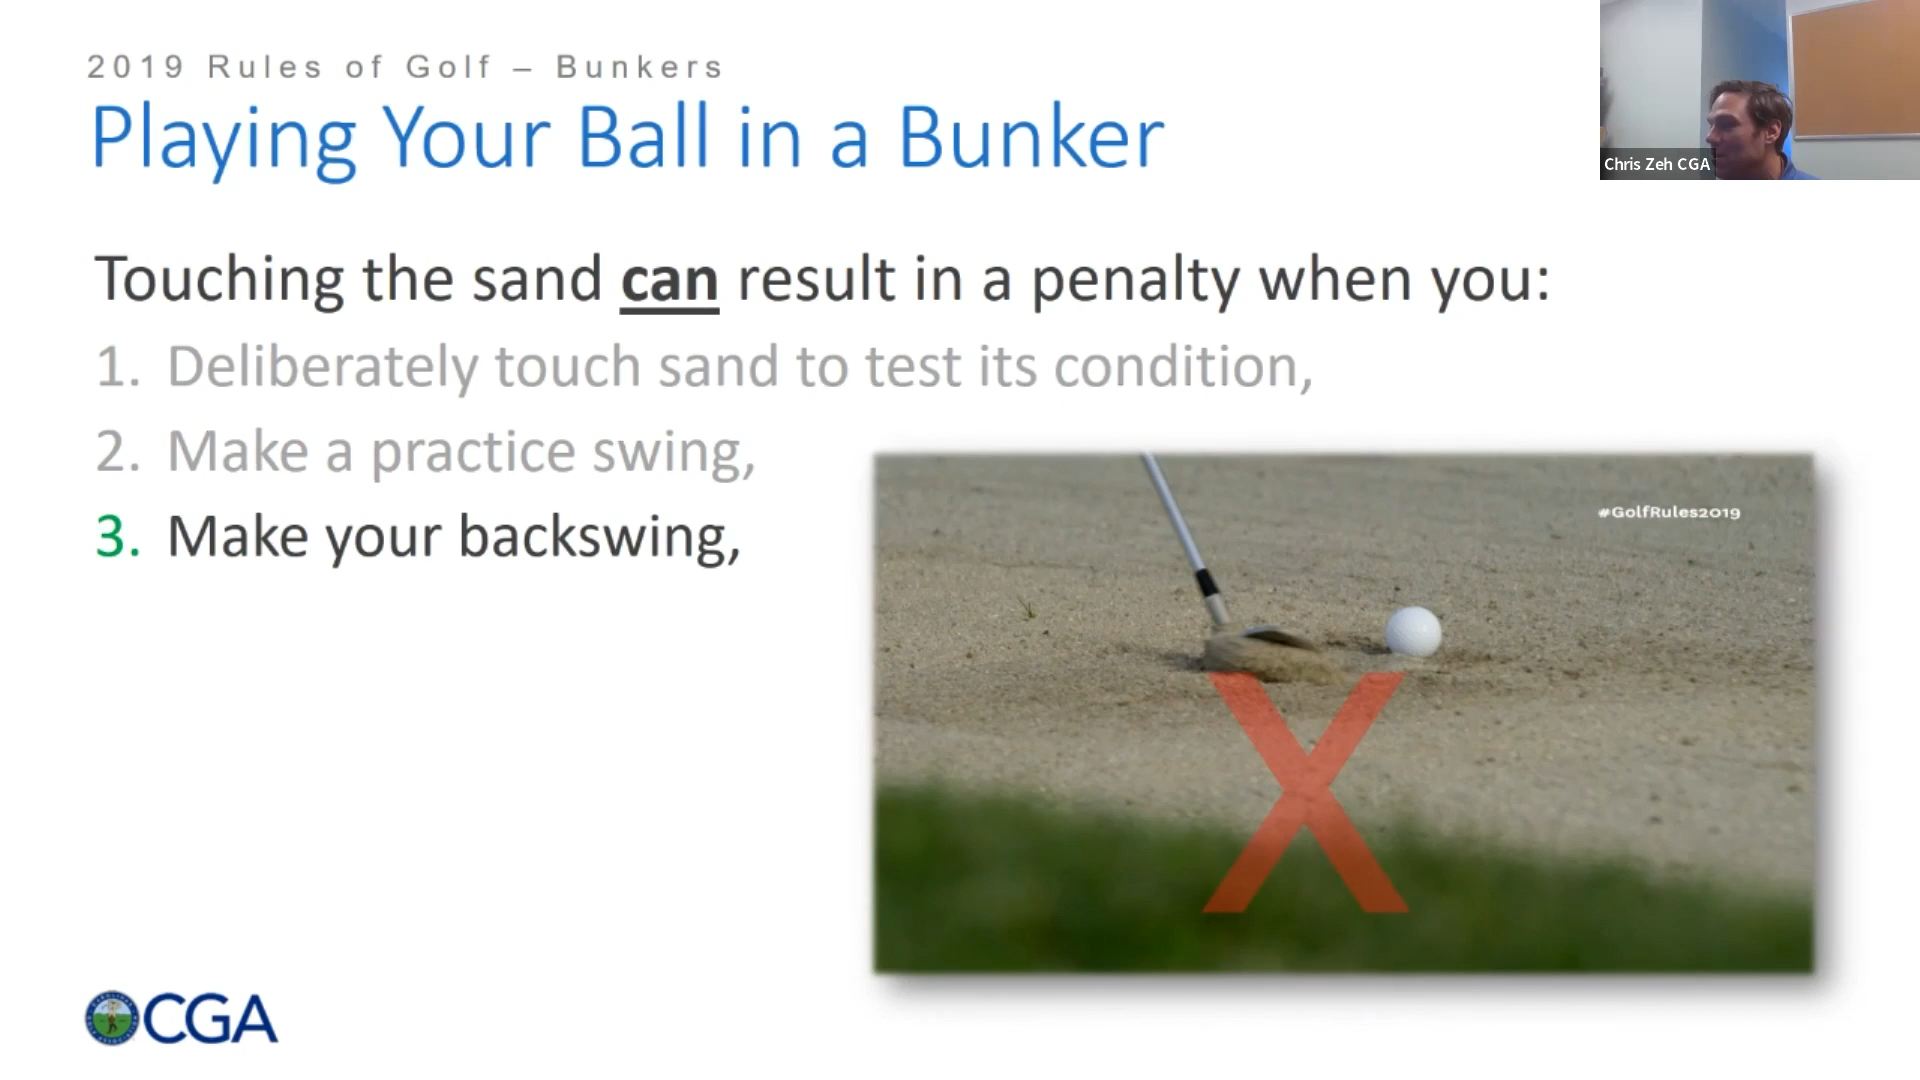 2019 Rules of Golf – Bunkers
Playing Your Ball in a Bunker
Chris Zeh CGA
Touching the sand can result in a penalty when you:
1. Deliberately touch sand to test its condition,
2. Make a practice swing,
3. Make your backswing,
#GolfRules2019
X
CGA